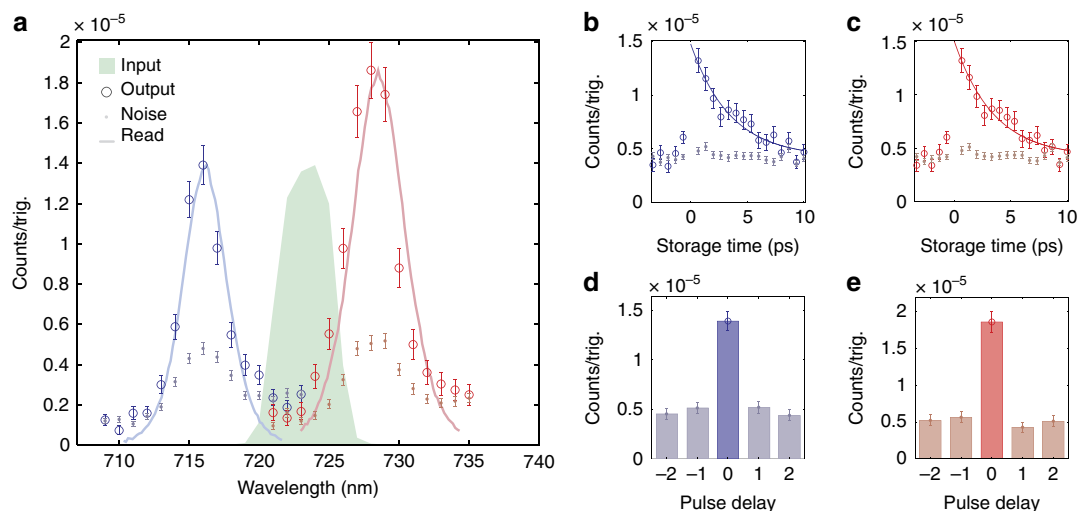 a
× 10⁻⁵
2
1.8
1.6
1.4
1.2
1
0.8
0.6
0.4
0.2
0
Counts/trig.
Input
Output
Noise
Read
710
715
720
725
730
735
740
Wavelength (nm)
b
× 10⁻⁵
1.5
1
0.5
0
Counts/trig.
0
5
10
Storage time (ps)
c
× 10⁻⁵
1.5
1
0.5
0
Counts/trig.
0
5
10
Storage time (ps)
d
× 10⁻⁵
1.5
1
0.5
0
Counts/trig.
−2
−1
0
1
2
Pulse delay
e
× 10⁻⁵
2
1.5
1
0.5
0
Counts/trig.
−2
−1
0
1
2
Pulse delay